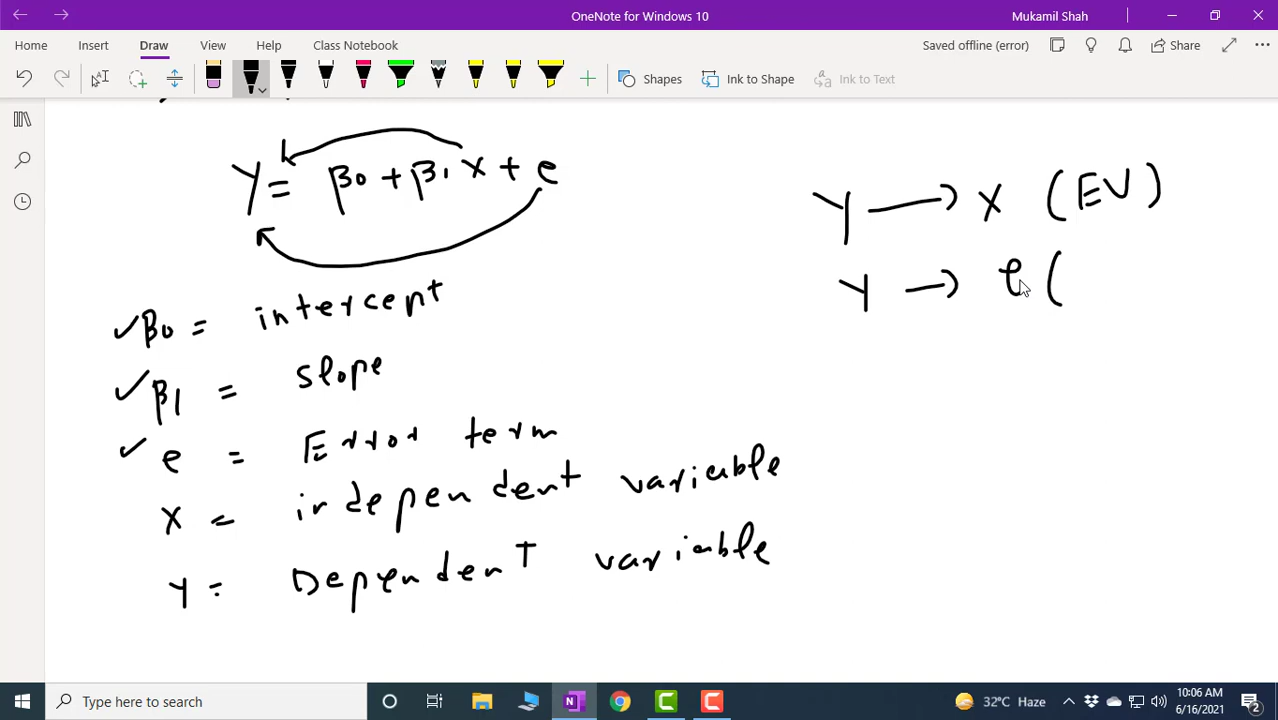 OneNote for Windows 10
Mukamil Shah
Home Insert Draw View Help Class Notebook
Saved offline (error)
Share
Shapes
Ink to Shape
Ink to Text
Y = β0 + β1 X + e
Y → X (EV)
Y → e (
✓ β0 = intercept
✓ β1 = slope
✓ e = Error term
X = independent variable
Y = Dependent variable
Type here to search
32°C Haze
10:06 AM
6/16/2021
2